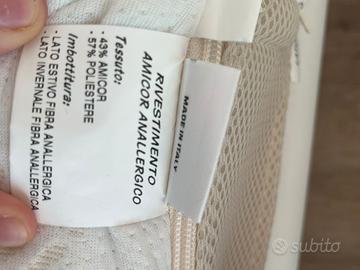 RIVESTIMENTO
AMICOR ANALLERGICO
Tessuto:
- 43% AMICOR
- 57% POLIESTERE
Imbottitura:
- LATO ESTIVO FIBRA ANALLERGICA
- LATO INVERNALE FIBRA ANALLERGICA
MADE IN ITALY
subito